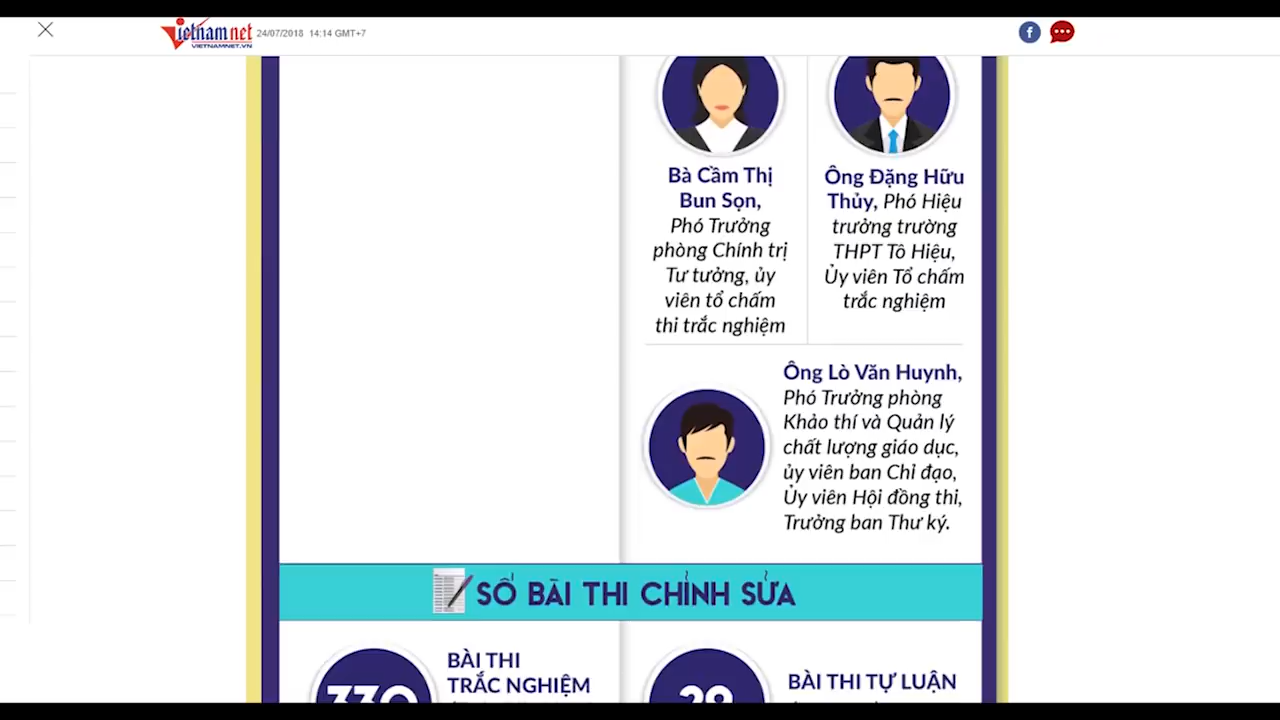 vietnamnet
VIETNAMNET.VN
24/07/2018 14:14 GMT+7
Bà Cầm Thị
Bun Sọn,
Phó Trưởng
phòng Chính trị
Tư tưởng, ủy
viên tổ chấm
thi trắc nghiệm
Ông Đặng Hữu
Thủy, Phó Hiệu
trưởng trường
THPT Tô Hiệu,
Ủy viên Tổ chấm
trắc nghiệm
Ông Lò Văn Huynh,
Phó Trưởng phòng
Khảo thí và Quản lý
chất lượng giáo dục,
ủy viên ban Chỉ đạo,
Ủy viên Hội đồng thi,
Trưởng ban Thư ký.
SỐ BÀI THI CHỈNH SỬA
330
BÀI THI
TRẮC NGHIỆM
29
BÀI THI TỰ LUẬN